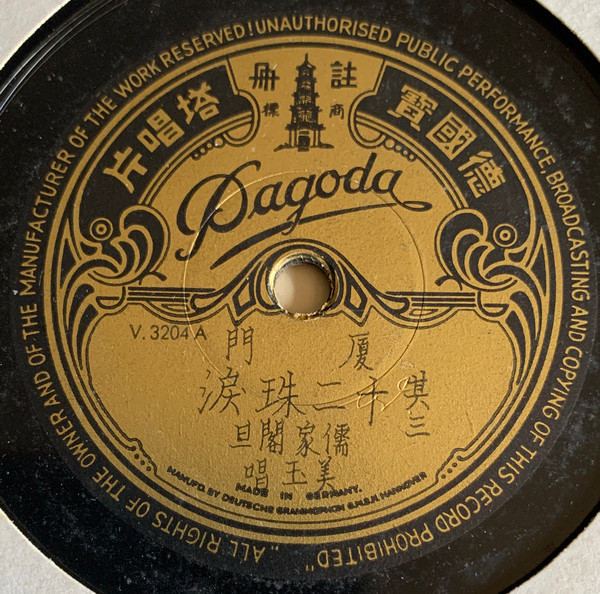 "ALL RIGHTS OF THE OWNER AND OF THE MANUFACTURER OF THE WORK RESERVED! UNAUTHORISED PUBLIC PERFORMANCE, BROADCASTING AND COPYING OF THIS RECORD PROHIBITED"
德國寶塔唱片
註冊
商標
Pagoda
V. 3204 A
厦門
其三
千二珠淚
儒家閣旦
美玉唱
MADE IN GERMANY.
MANUFD. BY DEUTSCHE GRAMMOPHON G.M.B.H. HANNOVER